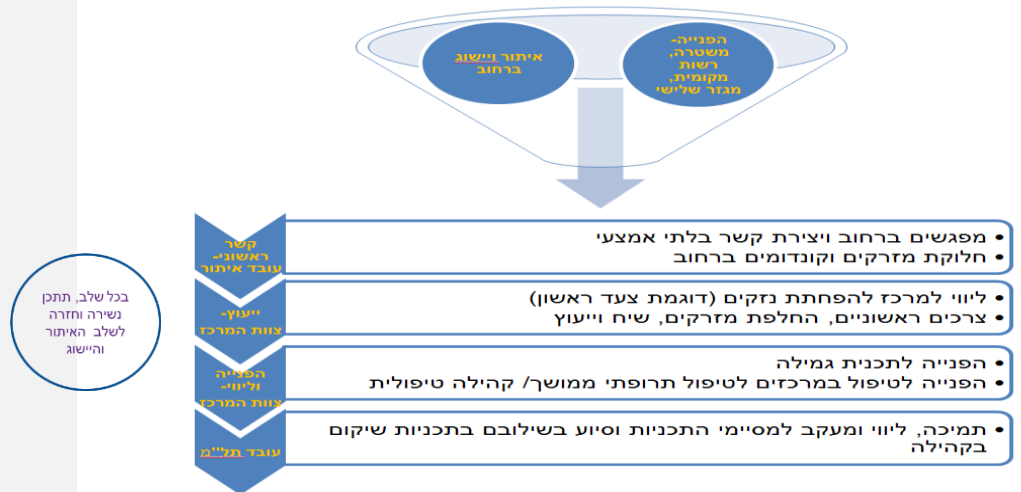 הפנייה-
משטרה,
רשות
מקומית,
מגזר שלישי
איתור ויישוג
ברחוב
קשר
ראשוני-
עובד איתור
• מפגשים ברחוב ויצירת קשר בלתי אמצעי
• חלוקת מזרקים וקונדומים ברחוב
ייעוץ-
צוות המרכז
• ליווי למרכז להפחתת נזקים (דוגמת צעד ראשון)
• צרכים ראשוניים, החלפת מזרקים, שיח וייעוץ
הפנייה
וליווי-
צוות המרכז
• הפנייה לתכנית גמילה
• הפנייה לטיפול במרכזים לטיפול תרופתי ממושך/ קהילה טיפולית
עובד תל"מ
• תמיכה, ליווי ומעקב למסיימי התכניות וסיוע בשילובם בתכניות שיקום
בקהילה
בכל שלב, תתכן
נשירה וחזרה
לשלב האיתור
והיישוג